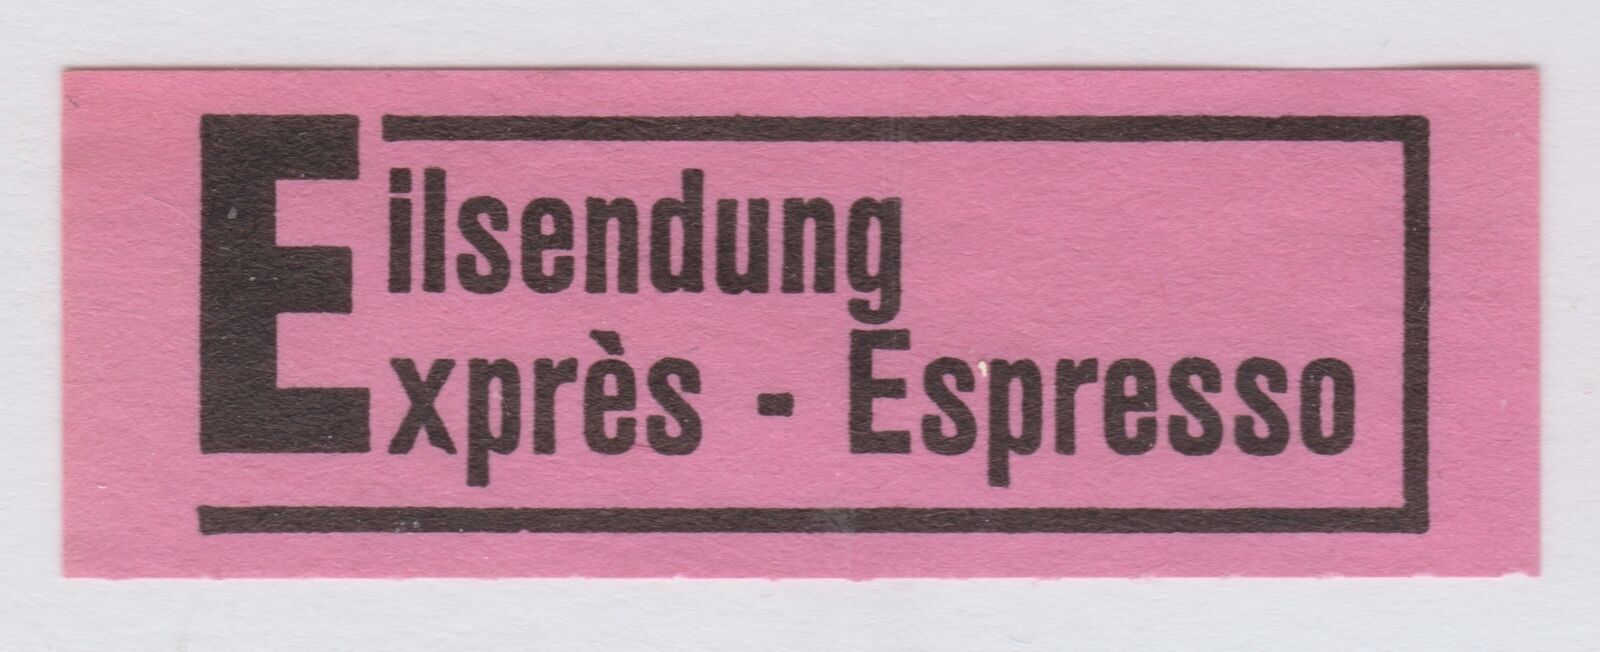 Eilsendung
Exprès - Espresso